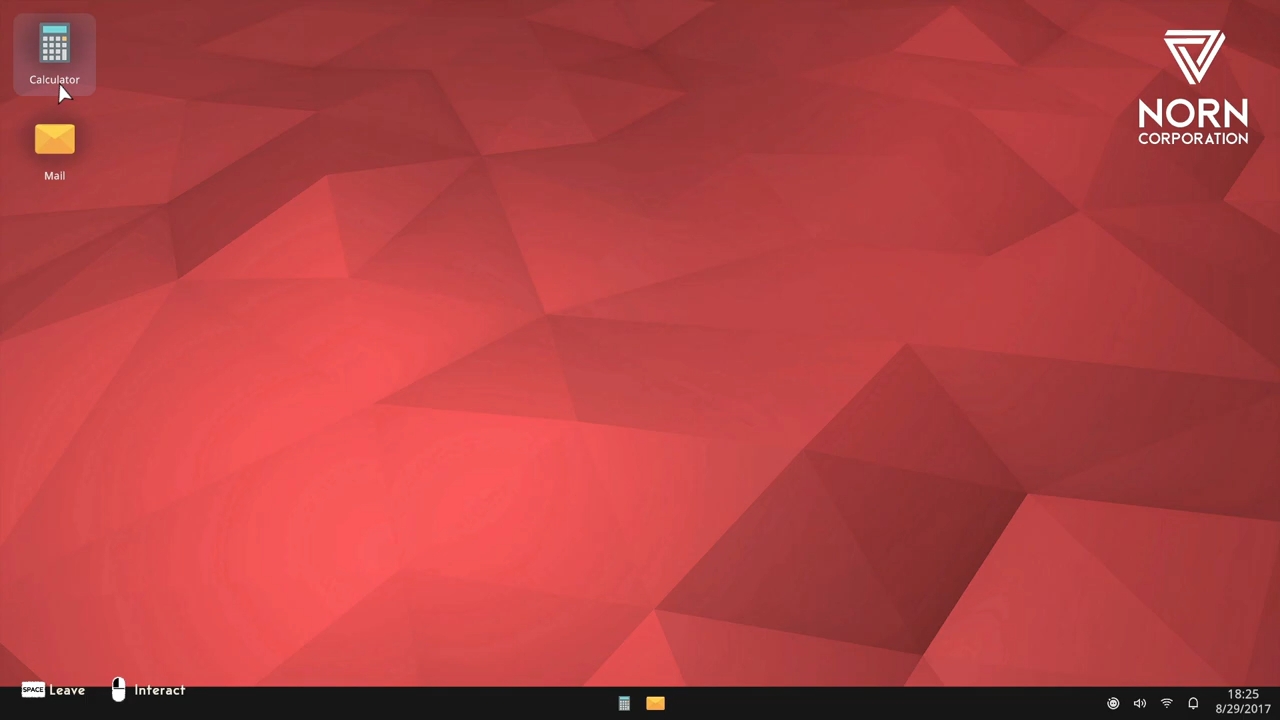 Calculator
Mail
NORN
CORPORATION
SPACE Leave
Interact
18:25
8/29/2017